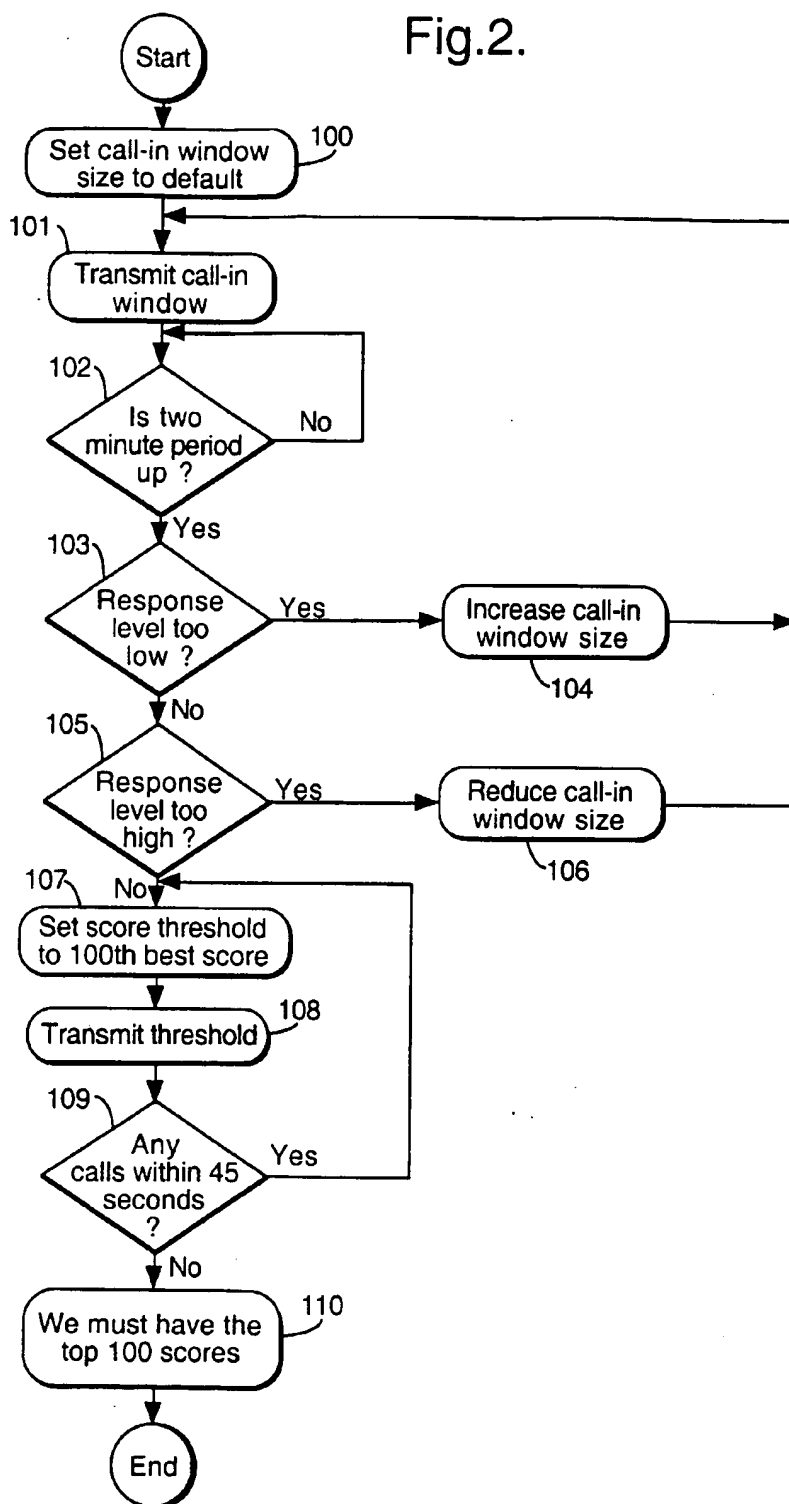 Fig.2.
Start
Set call-in window
size to default
100
101
Transmit call-in
window
102
Is two
minute period
up ?
No
Yes
103
Response
level too
low ?
Yes
Increase call-in
window size
104
No
105
Response
level too
high ?
Yes
Reduce call-in
window size
106
No
107
Set score threshold
to 100th best score
Transmit threshold
108
109
Any
calls within 45
seconds
?
Yes
No
We must have the
top 100 scores
110
End